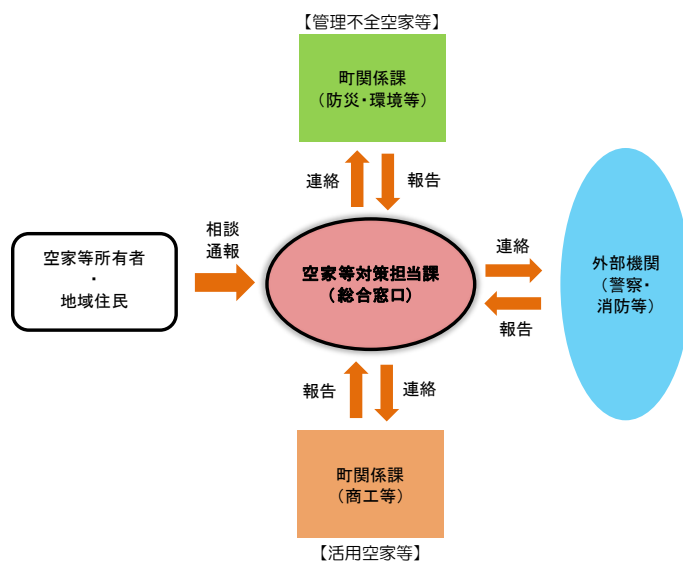 【管理不全空家等】
町関係課
（防災・環境等）
連絡
報告
相談
通報
空家等所有者
・
地域住民
空家等対策担当課
（総合窓口）
連絡
報告
外部機関
（警察・
消防等）
報告
連絡
町関係課
（商工等）
【活用空家等】